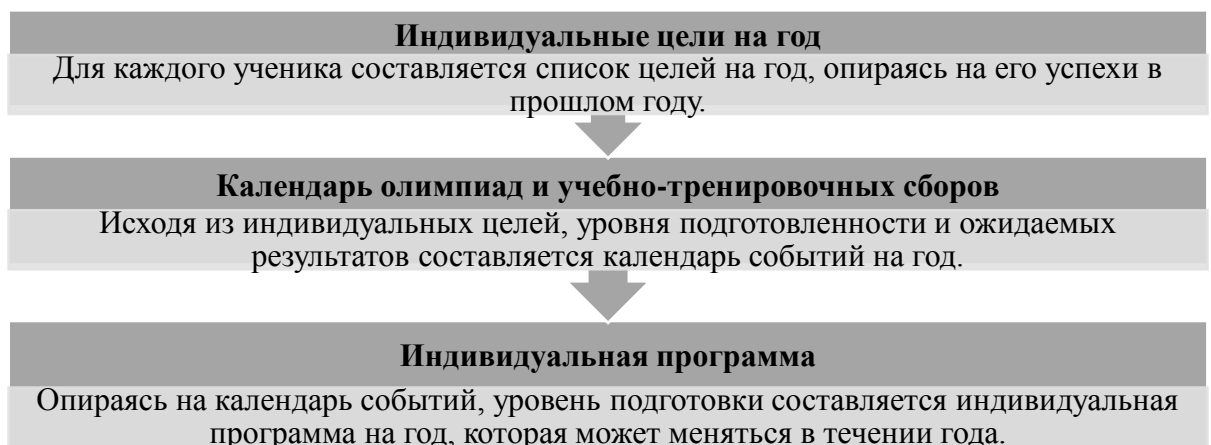 Индивидуальные цели на год
Для каждого ученика составляется список целей на год, опираясь на его успехи в
прошлом году.
Календарь олимпиад и учебно-тренировочных сборов
Исходя из индивидуальных целей, уровня подготовленности и ожидаемых
результатов составляется календарь событий на год.
Индивидуальная программа
Опираясь на календарь событий, уровень подготовки составляется индивидуальная
программа на год, которая может меняться в течении года.